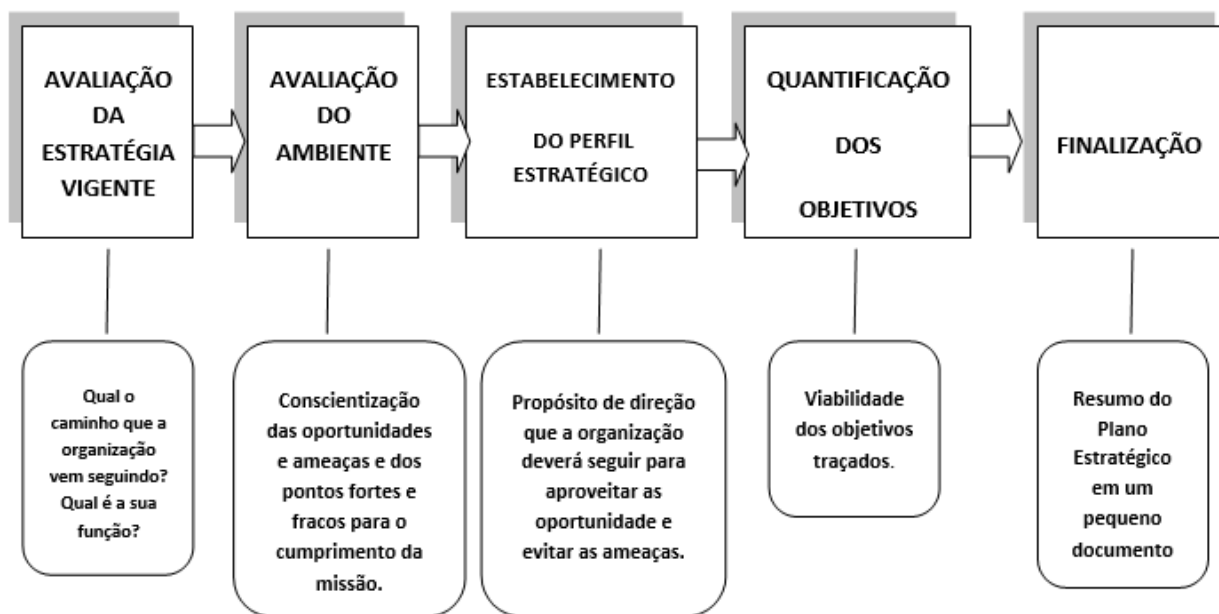 AVALIAÇÃO
DA
ESTRATÉGIA
VIGENTE
AVALIAÇÃO
DO
AMBIENTE
ESTABELECIMENTO
DO PERFIL
ESTRATÉGICO
QUANTIFICAÇÃO
DOS
OBJETIVOS
FINALIZAÇÃO
Qual o
caminho que a
organização
vem seguindo?
Qual é a sua
função?
Conscientização
das oportunidades
e ameaças e dos
pontos fortes e
fracos para o
cumprimento da
missão.
Propósito de direção
que a organização
deverá seguir para
aproveitar as
oportunidade e
evitar as ameaças.
Viabilidade
dos objetivos
traçados.
Resumo do
Plano
Estratégico
em um
pequeno
documento